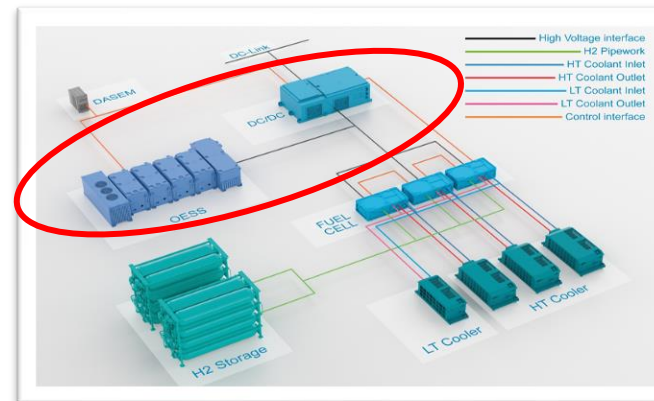 DC-Link
High Voltage interface
H2 Pipework
HT Coolant Inlet
HT Coolant Outlet
LT Coolant Inlet
LT Coolant Outlet
Control interface
DASEM
DC/DC
OESS
FUEL
CELL
H2 Storage
LT Cooler
HT Cooler